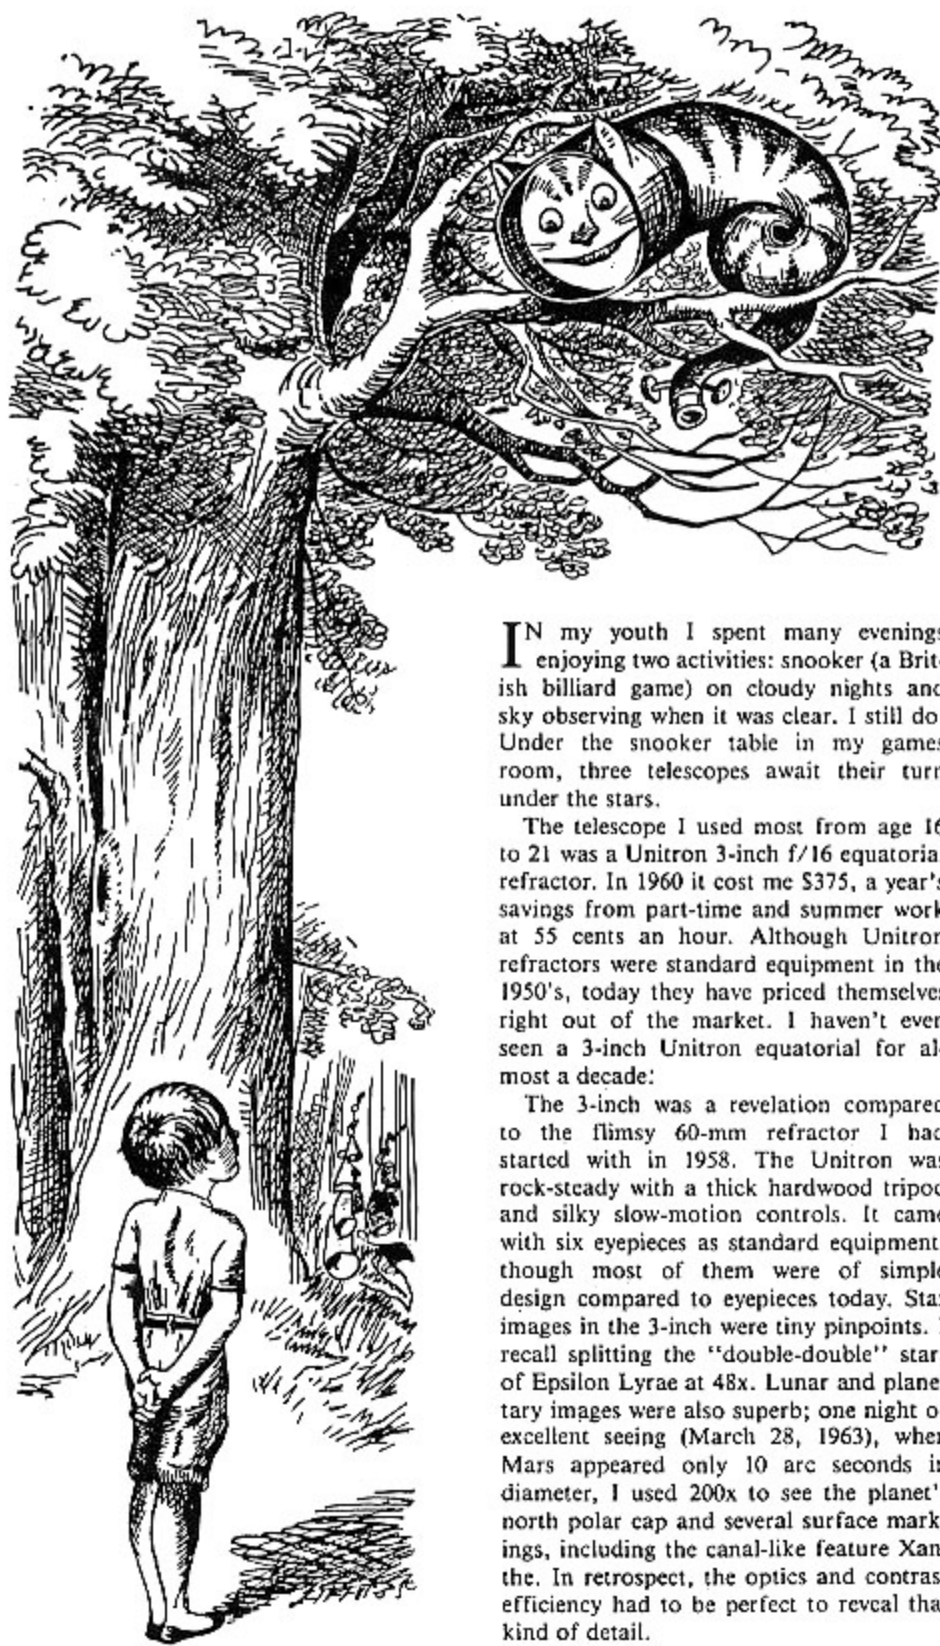 IN my youth I spent many evenings
enjoying two activities: snooker (a Brit-
ish billiard game) on cloudy nights and
sky observing when it was clear. I still do.
Under the snooker table in my games
room, three telescopes await their turn
under the stars.
The telescope I used most from age 16
to 21 was a Unitron 3-inch f/16 equatorial
refractor. In 1960 it cost me $375, a year's
savings from part-time and summer work
at 55 cents an hour. Although Unitron
refractors were standard equipment in the
1950's, today they have priced themselves
right out of the market. I haven't even
seen a 3-inch Unitron equatorial for al-
most a decade!
The 3-inch was a revelation compared
to the flimsy 60-mm refractor I had
started with in 1958. The Unitron was
rock-steady with a thick hardwood tripod
and silky slow-motion controls. It came
with six eyepieces as standard equipment,
though most of them were of simple
design compared to eyepieces today. Star
images in the 3-inch were tiny pinpoints. I
recall splitting the "double-double" star
of Epsilon Lyrae at 48x. Lunar and plane-
tary images were also superb; one night of
excellent seeing (March 28, 1963), when
Mars appeared only 10 arc seconds in
diameter, I used 200x to see the planet's
north polar cap and several surface mark-
ings, including the canal-like feature Xan-
the. In retrospect, the optics and contrast
efficiency had to be perfect to reveal that
kind of detail.